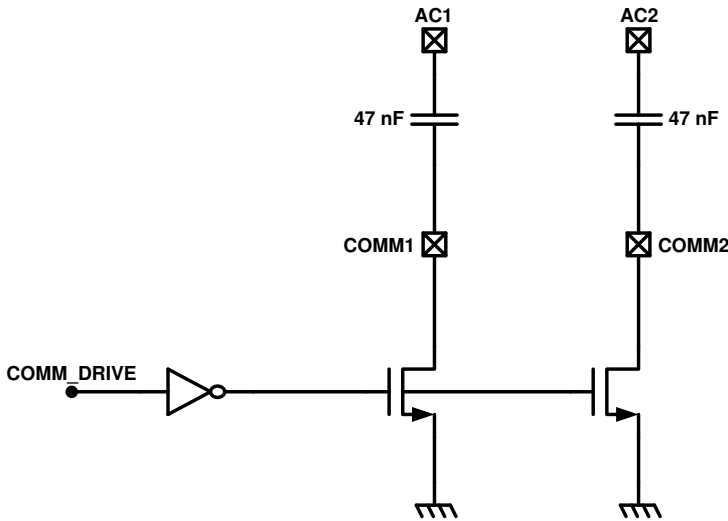 AC1
AC2
47 nF
47 nF
COMM1
COMM2
COMM_DRIVE